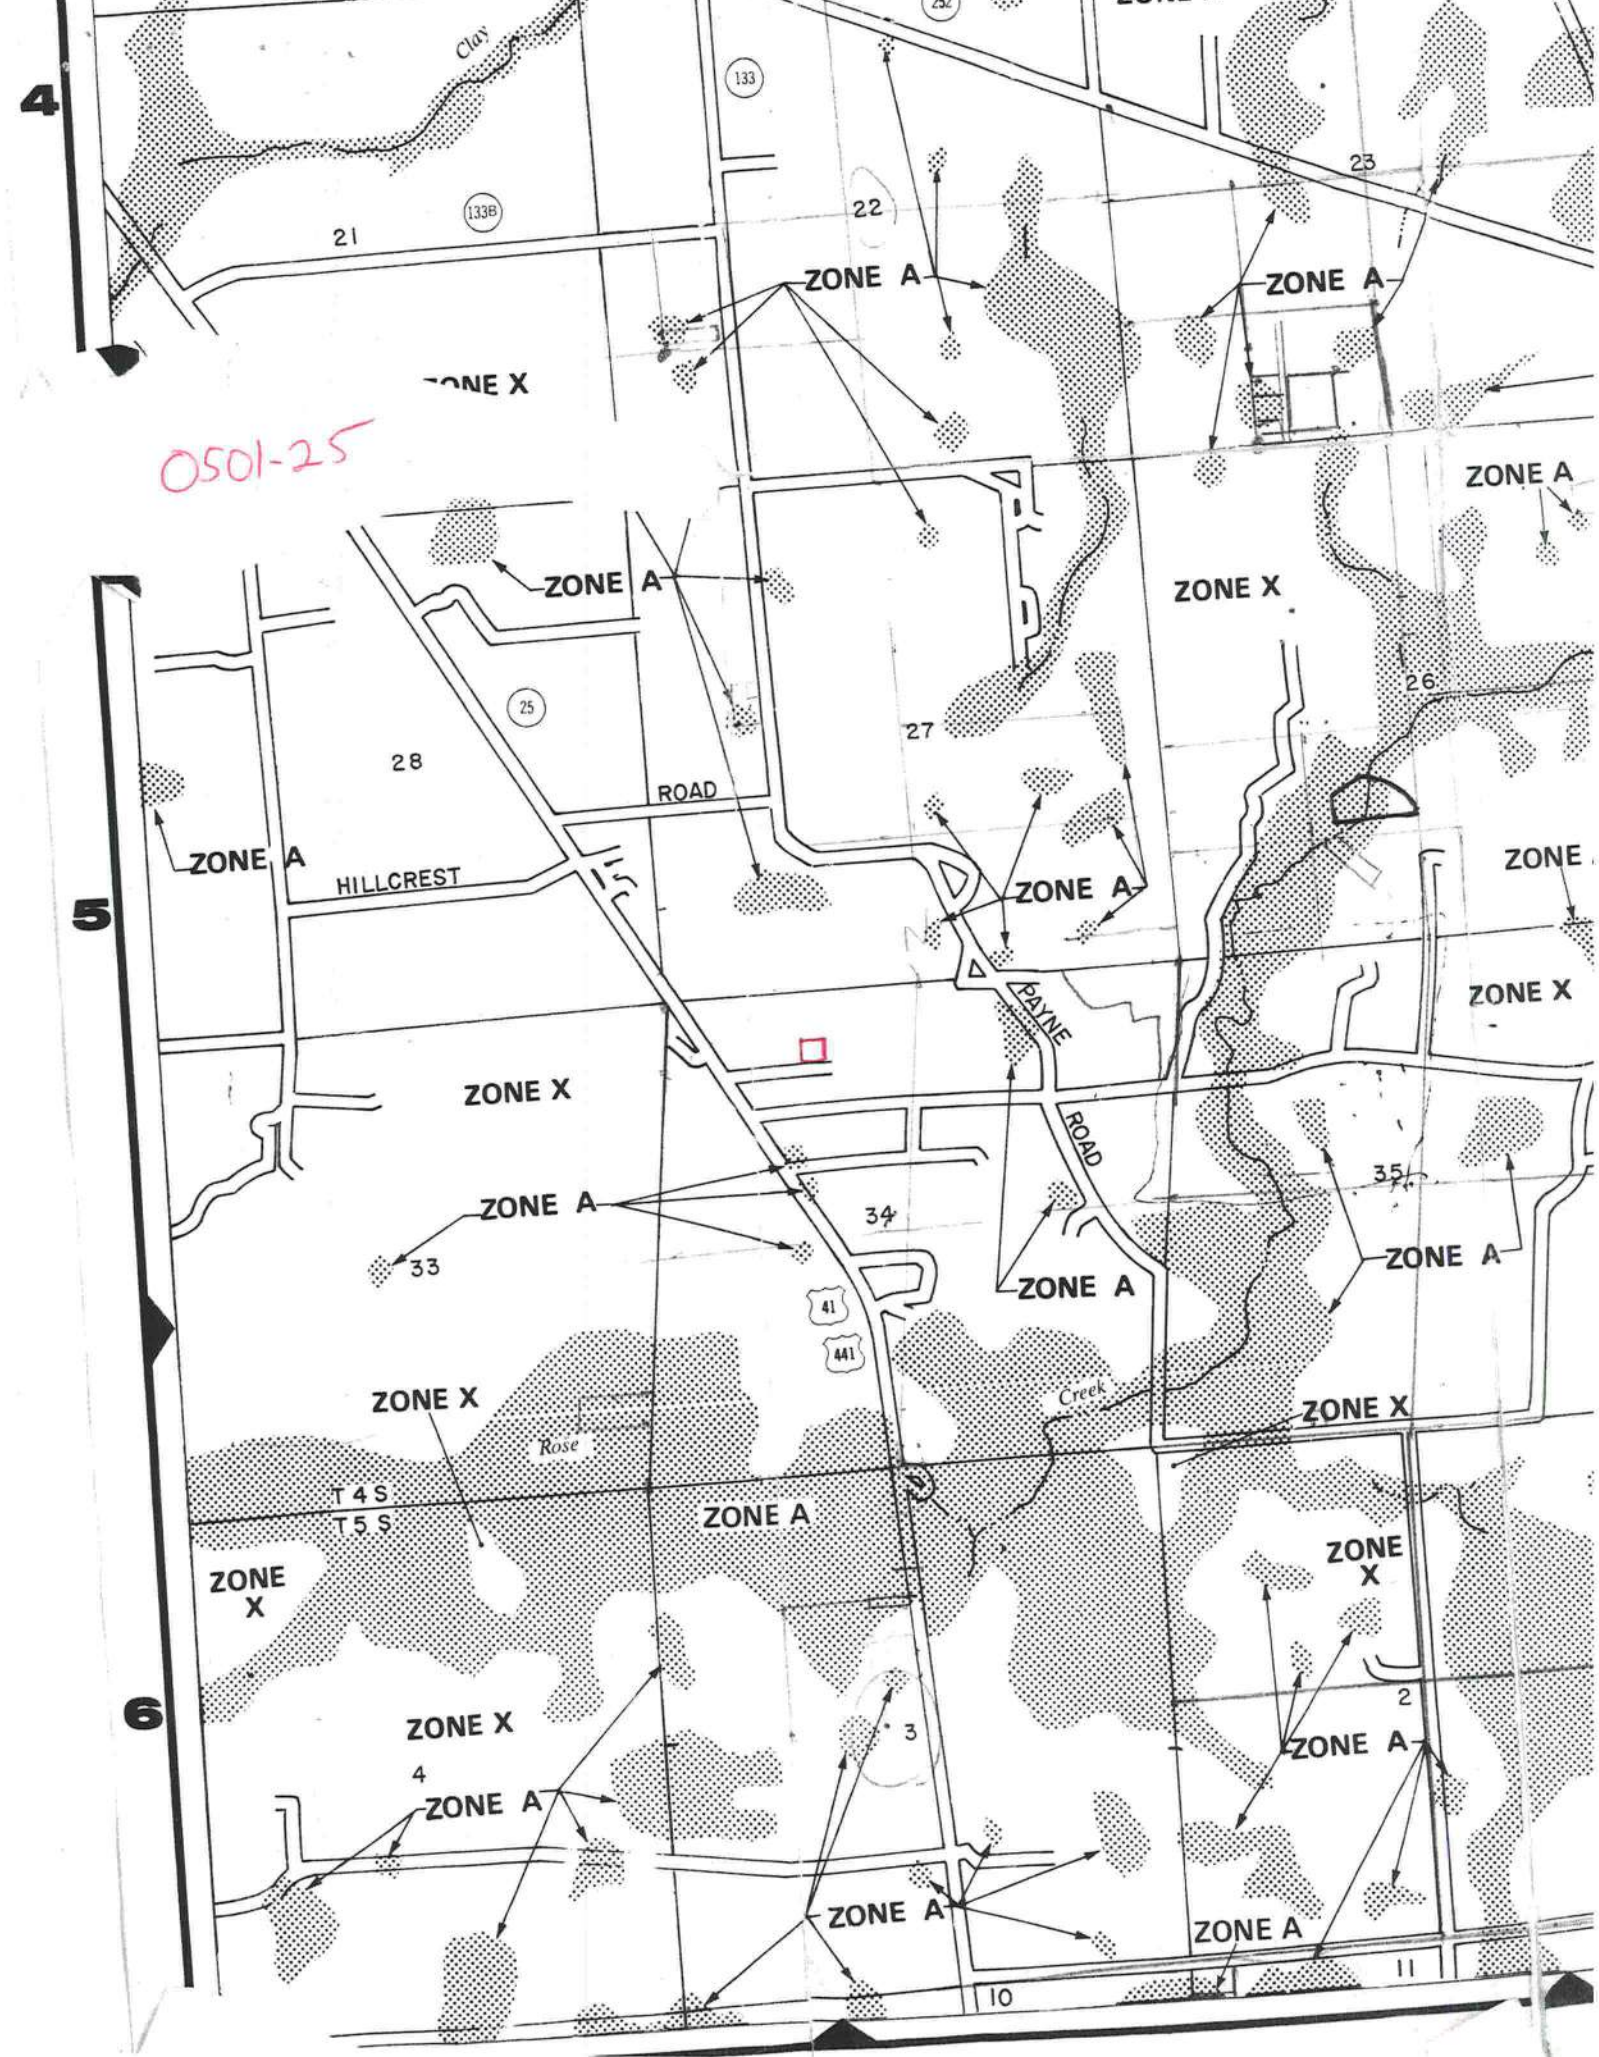 252
4
Clay
133
23
133B
22
21
ZONE A
ZONE A
ZONE X
0501-25
ZONE A
ZONE A
ZONE X
26
25
27
28
ROAD
ZONE A
ZONE
HILLCREST
ZONE A
5
PAYNE
ZONE X
ZONE X
ROAD
35
ZONE A
34
33
ZONE A
ZONE A
41
441
ZONE X
Creek
ZONE X
Rose
T 4 S
T 5 S
ZONE A
ZONE
X
ZONE
X
2
6
ZONE X
3
ZONE A
4
ZONE A
ZONE A
ZONE A
11
10